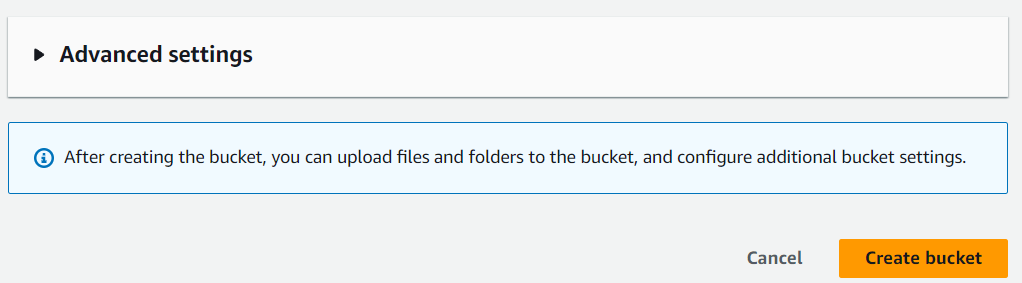 Advanced settings
After creating the bucket, you can upload files and folders to the bucket, and configure additional bucket settings.
Cancel
Create bucket